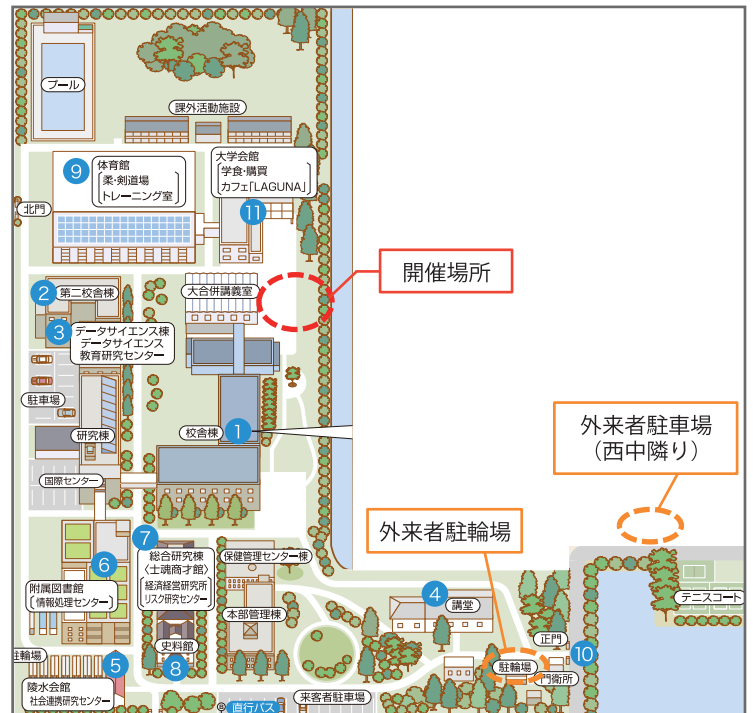 プール
課外活動施設
9
体育館
柔・剣道場
トレーニング室
大学会館
学食・購買
カフェ「LAGUNA」
11
北門
開催場所
2
第二校舎棟
大合併講義室
3
データサイエンス棟
データサイエンス
教育研究センター
駐車場
研究棟
校舎棟
1
外来者駐車場
(西中隣り)
国際センター
外来者駐輪場
7
総合研究棟
〈士魂商才館〉
経済経営研究所
リスク研究センター
保健管理センター棟
6
附属図書館
情報処理センター
4
講堂
テニスコート
本部管理棟
史料館
8
正門
10
駐輪場
門衛所
駐輪場
5
陵水会館
社会連携研究センター
来客者駐車場
直行バス